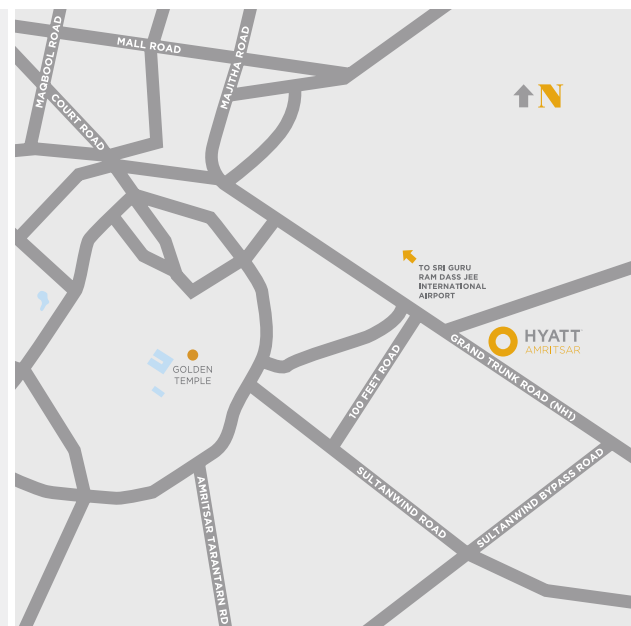 MAQBOOL ROAD
MALL ROAD
MAJITHA ROAD
COURT ROAD
N
TO SRI GURU
RAM DASS JEE
INTERNATIONAL
AIRPORT
HYATT
AMRITSAR
GRAND TRUNK ROAD (NH1)
GOLDEN
TEMPLE
100 FEET ROAD
SULTANWIND ROAD
SULTANWIND BYPASS ROAD
AMRITSAR TARANTARN RD